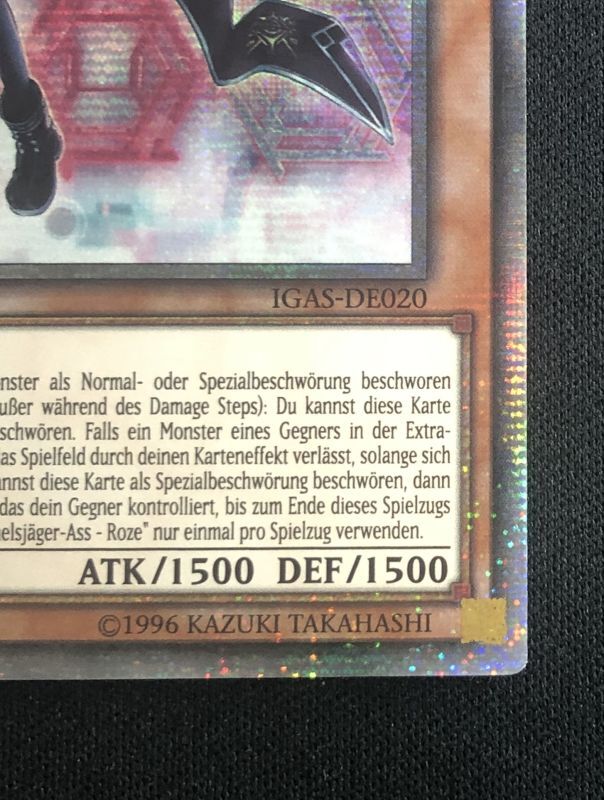 IGAS-DE020
nster als Normal- oder Spezialbeschwörung beschworen
ußer während des Damage Steps): Du kannst diese Karte
schwören. Falls ein Monster eines Gegners in der Extra-
as Spielfeld durch deinen Karteneffekt verlässt, solange sich
annst diese Karte als Spezialbeschwörung beschwören, dann
das dein Gegner kontrolliert, bis zum Ende dieses Spielzugs
elsjäger-Ass - Roze" nur einmal pro Spielzug verwenden.
ATK/1500 DEF/1500
©1996 KAZUKI TAKAHASHI